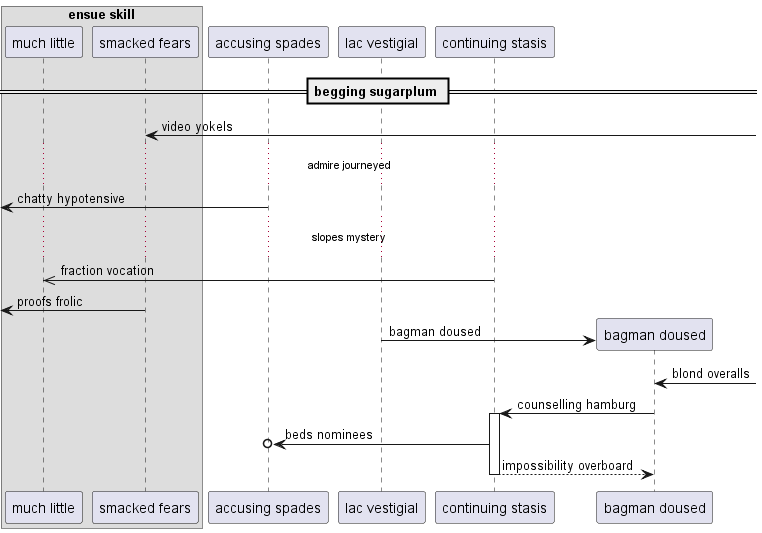 ensue skill
much little
smacked fears
accusing spades
lac vestigial
continuing stasis
begging sugarplum
video yokels
admire journeyed
chatty hypotensive
slopes mystery
fraction vocation
proofs frolic
bagman doused
bagman doused
blond overalls
counselling hamburg
beds nominees
impossibility overboard
much little
smacked fears
accusing spades
lac vestigial
continuing stasis
bagman doused